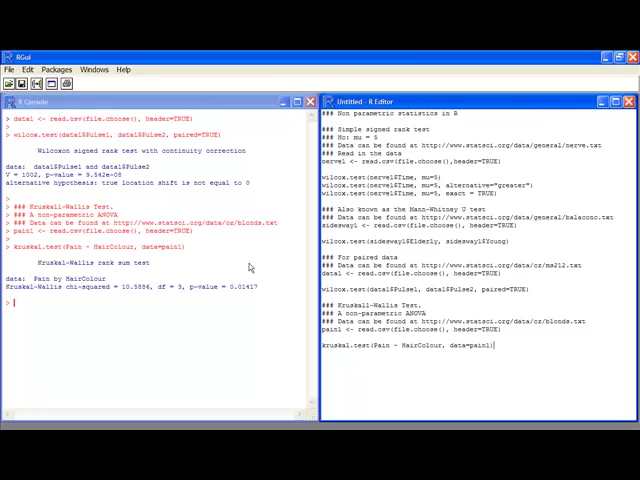 RGui
File Edit Packages Windows Help
R Console
> data1 <- read.csv(file.choose(), header=TRUE)
>
> wilcox.test(data1$Pulse1, data1$Pulse2, paired=TRUE)
Wilcoxon signed rank test with continuity correction
data: data1$Pulse1 and data1$Pulse2
V = 1002, p-value = 9.542e-08
alternative hypothesis: true location shift is not equal to 0
>
> ### Kruskal-Wallis Test.
> ### A non-parametric ANOVA
> ### Data can be found at http://www.statsci.org/data/oz/blonds.txt
> pain1 <- read.csv(file.choose(), header=TRUE)
>
> kruskal.test(Pain ~ HairColour, data=pain1)
Kruskal-Wallis rank sum test
data: Pain by HairColour
Kruskal-Wallis chi-squared = 10.5886, df = 3, p-value = 0.01417
>
Untitled - R Editor
### Non parametric statistics in R
### Simple signed rank test
### Ho: mu = 5
### Data can be found at http://www.statsci.org/data/general/nerve.txt
### Read in the data
nerve1 <- read.csv(file.choose(),header=TRUE)
wilcox.test(nerve1$Time, mu=5)
wilcox.test(nerve1$Time, mu=5, alternative="greater")
wilcox.test(nerve1$Time, mu=5, exact = TRUE)
### Also known as the Mann-Whitney U test
### Data can be found at http://www.statsci.org/data/general/balaconc.txt
sidesway1 <- read.csv(file.choose(), header=TRUE)
wilcox.test(sidesway1$Elderly, sidesway1$Young)
### For paired data
### Data can be found at http://www.statsci.org/data/oz/ms212.txt
data1 <- read.csv(file.choose(), header=TRUE)
wilcox.test(data1$Pulse1, data1$Pulse2, paired=TRUE)
### Kruskall-Wallis Test.
### A non-parametric ANOVA
### Data can be found at http://www.statsci.org/data/oz/blonds.txt
pain1 <- read.csv(file.choose(), header=TRUE)
kruskal.test(Pain ~ HairColour, data=pain1)